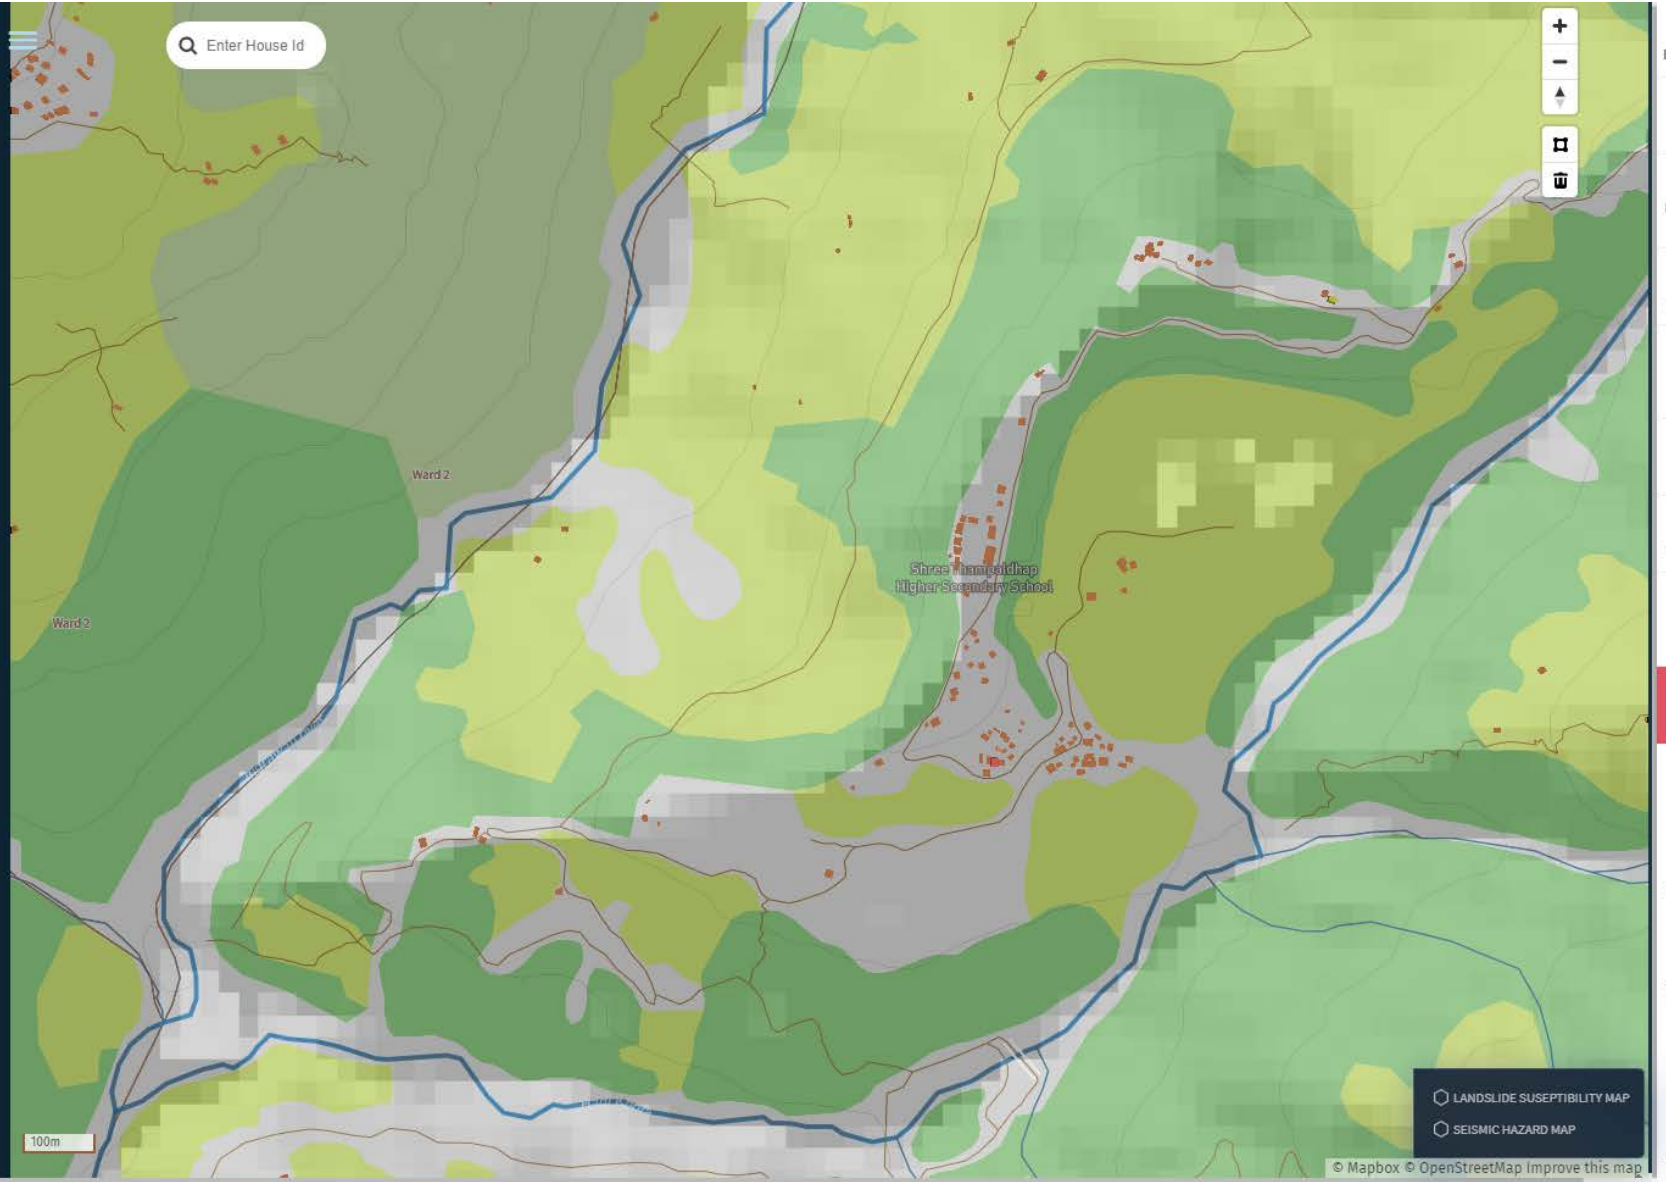 Enter House Id
Ward 2
Shree Thampaldhap
Higher Secondary School
Ward 2
LANDSLIDE SUSEPTIBILITY MAP
SEISMIC HAZARD MAP
100m
© Mapbox © OpenStreetMap Improve this map